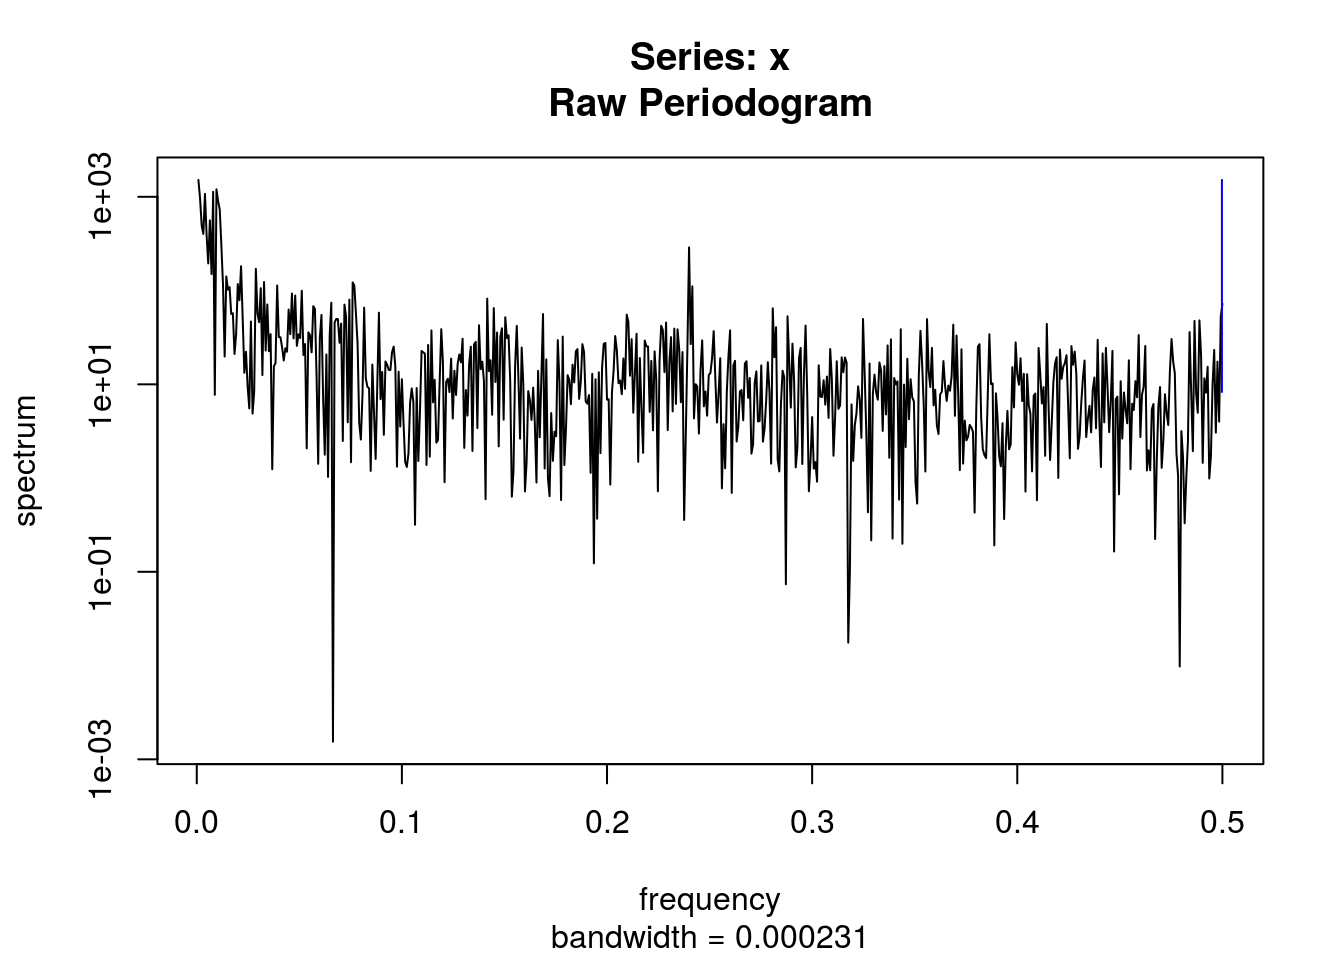 Series: x
Raw Periodogram
spectrum
1e+03
1e+01
1e-01
1e-03
0.0 0.1 0.2 0.3 0.4 0.5
frequency
bandwidth = 0.000231